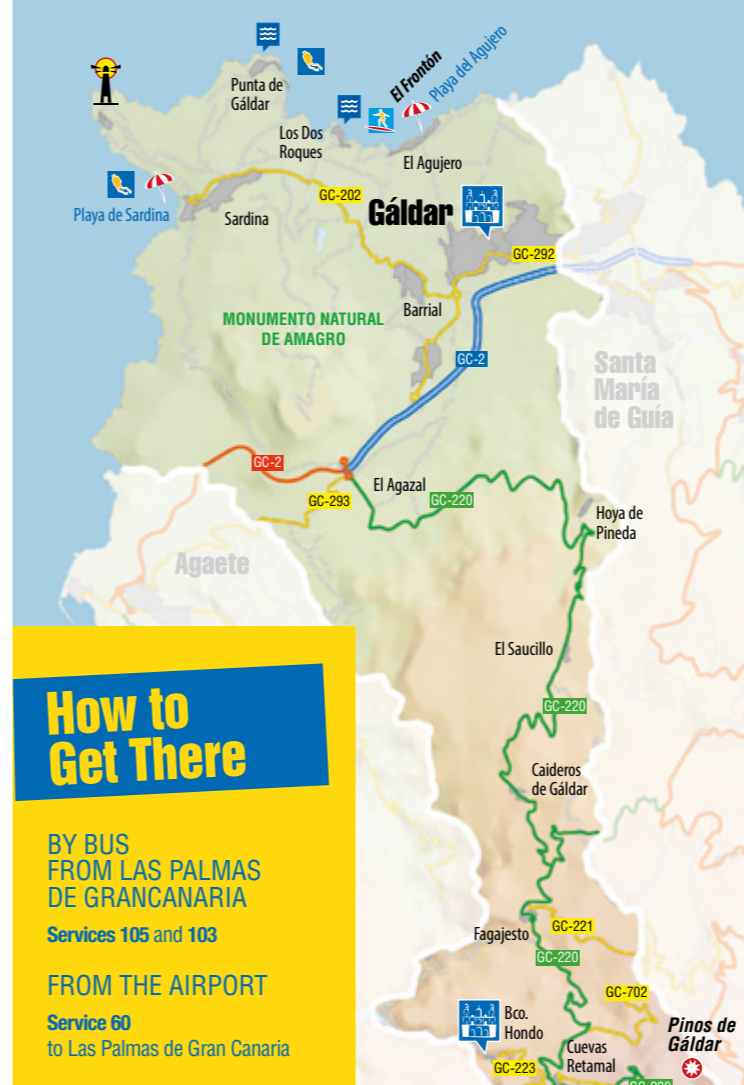 Punta de
Gáldar
El Frontón
Playa del Agujero
Los Dos
Roques
El Agujero
Playa de Sardina
Sardina
GC-202
Gáldar
GC-292
Barrial
MONUMENTO NATURAL
DE AMAGRO
GC-2
Santa
María
de Guía
GC-2
El Agazal
GC-293
GC-220
Hoya de
Pineda
Agaete
El Saucillo
GC-220
Caideros
de Gáldar
Fagajesto
GC-221
GC-220
GC-702
Bco.
Hondo
Pinos de
Gáldar
Cuevas
Retamal
GC-223
How to
Get There
BY BUS
FROM LAS PALMAS
DE GRANCANARIA
Services 105 and 103
FROM THE AIRPORT
Service 60
to Las Palmas de Gran Canaria